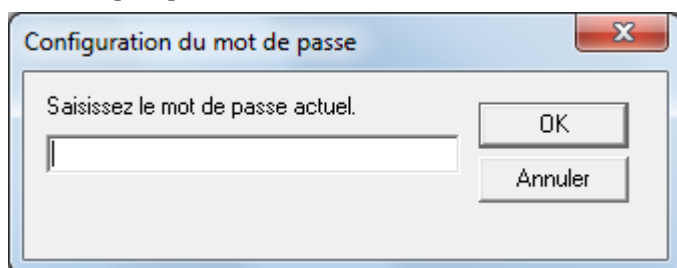 Configuration du mot de passe
Saisissez le mot de passe actuel.
OK
Annuler